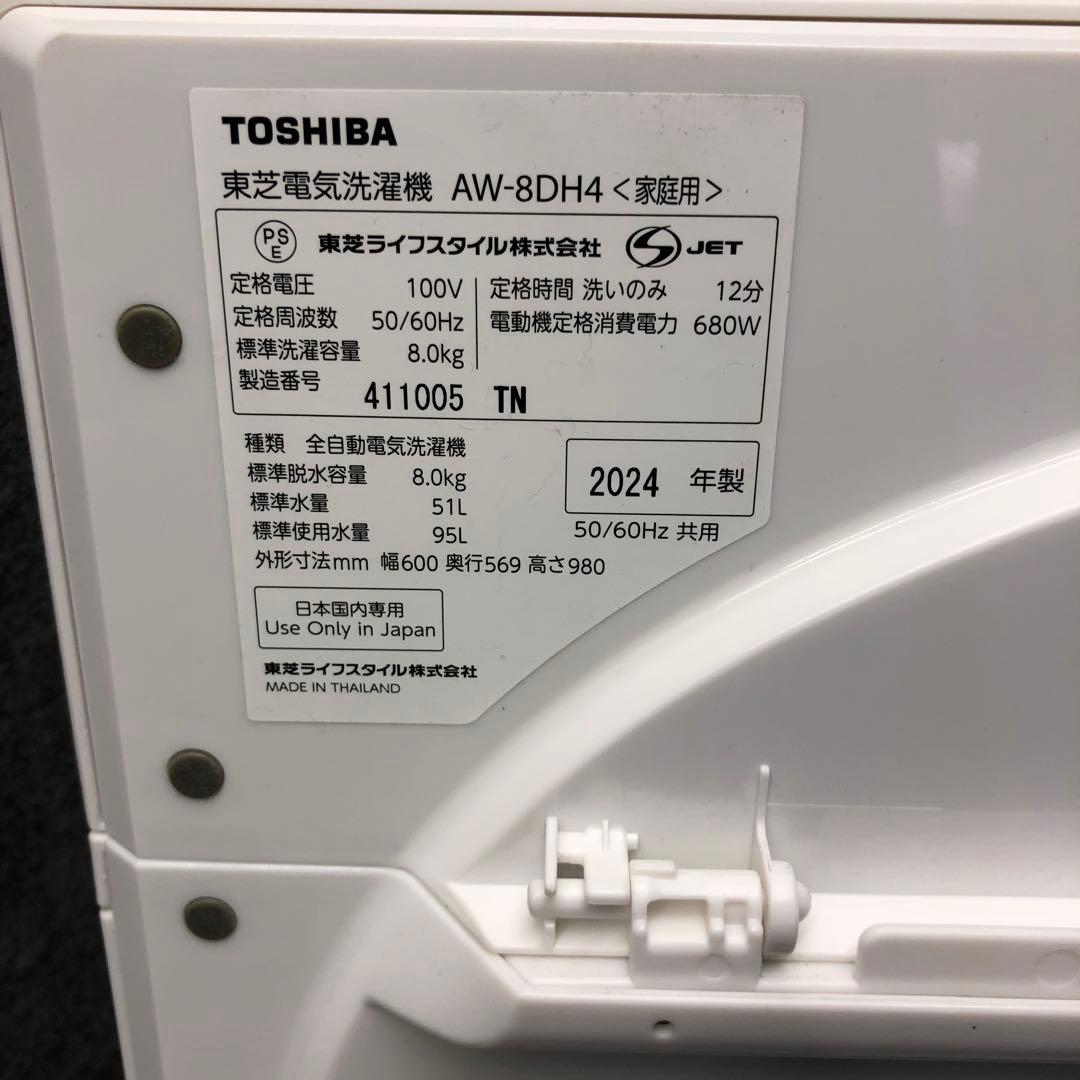 TOSHIBA
東芝電気洗濯機 AW-8DH4<家庭用>
PSE 東芝ライフスタイル株式会社 JET
定格電圧 100V
定格周波数 50/60Hz
標準洗濯容量 8.0kg
製造番号 411005 TN
定格時間 洗いのみ 12分
電動機定格消費電力 680W
種類 全自動電気洗濯機
標準脱水容量 8.0kg
標準水量 51L
標準使用水量 95L
外形寸法mm 幅600 奥行569 高さ980
2024 年製
50/60Hz 共用
日本国内専用
Use Only in Japan
東芝ライフスタイル株式会社
MADE IN THAILAND